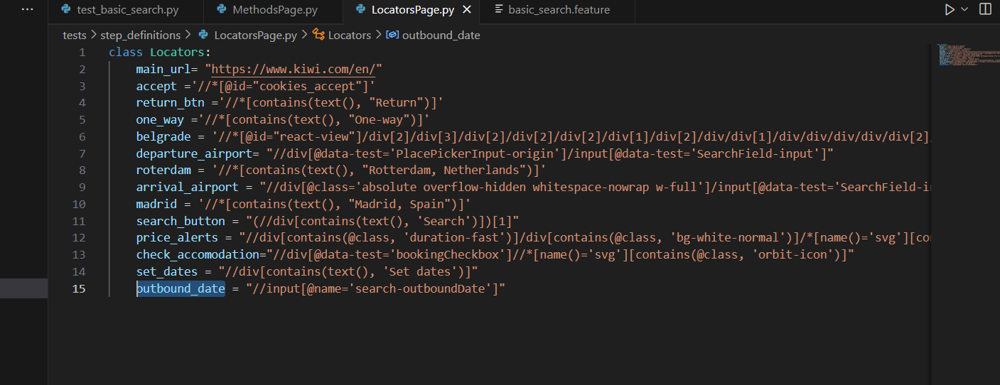 test_basic_search.py MethodsPage.py LocatorsPage.py basic_search.feature
tests > step_definitions > LocatorsPage.py > Locators > outbound_date
1 class Locators:
2 main_url= "https://www.kiwi.com/en/"
3 accept ='//*[@id="cookies_accept"]'
4 return_btn ='//*[contains(text(), "Return")]'
5 one_way ='//*[contains(text(), "One-way")]'
6 belgrade = '//*[@id="react-view"]/div[2]/div[3]/div[2]/div[2]/div[2]/div[1]/div[2]/div/div[1]/div/div/div/div/div[2]
7 departure_airport= "//div[@data-test='PlacePickerInput-origin']/input[@data-test='SearchField-input']"
8 roterdam = '//*[contains(text(), "Rotterdam, Netherlands")]'
9 arrival_airport = "//div[@class='absolute overflow-hidden whitespace-nowrap w-full']/input[@data-test='SearchField-in
10 madrid = '//*[contains(text(), "Madrid, Spain")]'
11 search_button = "(//div[contains(text(), 'Search')])[1]"
12 price_alerts = "//div[contains(@class, 'duration-fast')]/div[contains(@class, 'bg-white-normal')]/*[name()='svg'][con
13 check_accomodation="//div[@data-test='bookingCheckbox']//*[name()='svg'][contains(@class, 'orbit-icon')]"
14 set_dates = "//div[contains(text(), 'Set dates')]"
15 outbound_date = "//input[@name='search-outboundDate']"